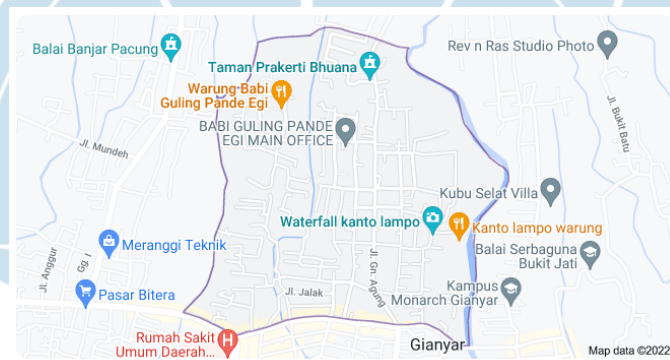 Balai Banjar Pacung
Rev n Ras Studio Photo
Taman Prakerti Bhuana
Warung Babi
Guling Pande Egi
Jl. Bukit Batu
BABI GULING PANDE
EGI MAIN OFFICE
Jl. Mundeh
Kubu Selat Villa
Waterfall kanto lampo
Kanto lampo warung
Meranggi Teknik
Jl. Anggur
Gg. I
Jl. Gn. Agung
Balai Serbaguna
Bukit Jati
Pasar Bitera
Jl. Jalak
Kampus
Monarch Gianyar
Rumah Sakit
Umum Daerah...
H
Gianyar
Map data ©2022